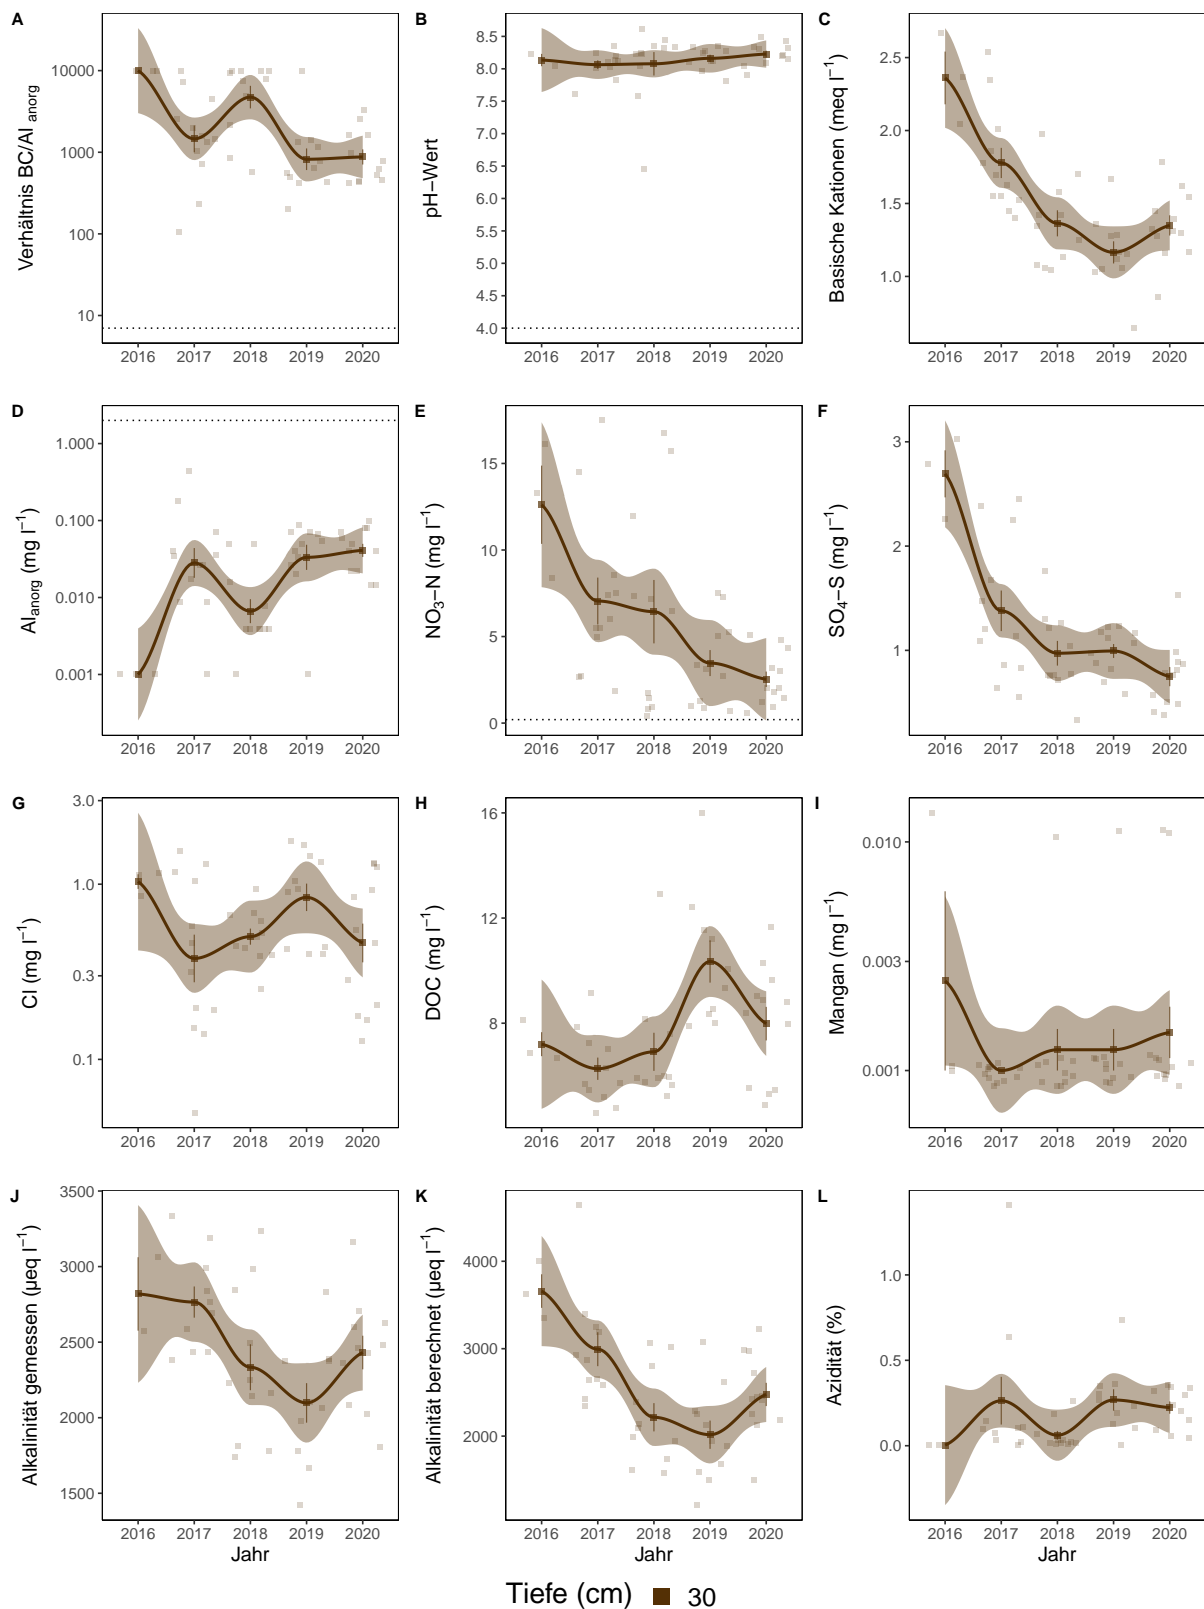 A
Verhältnis BC/Al anorg
10000
1000
100
10
2016 2017 2018 2019 2020
B
pH−Wert
8.5
8.0
7.5
7.0
6.5
6.0
5.5
5.0
4.5
4.0
2016 2017 2018 2019 2020
C
Basische Kationen (meq l−1)
2.5
2.0
1.5
1.0
2016 2017 2018 2019 2020
D
Alanorg (mg l−1)
1.000
0.100
0.010
0.001
2016 2017 2018 2019 2020
E
NO3−N (mg l−1)
15
10
5
0
2016 2017 2018 2019 2020
F
SO4−S (mg l−1)
3
2
1
2016 2017 2018 2019 2020
G
Cl (mg l−1)
3.0
1.0
0.3
0.1
2016 2017 2018 2019 2020
H
DOC (mg l−1)
16
12
8
2016 2017 2018 2019 2020
I
Mangan (mg l−1)
0.010
0.003
0.001
2016 2017 2018 2019 2020
J
Alkalinität gemessen (µeq l−1)
3500
3000
2500
2000
1500
2016 2017 2018 2019 2020
Jahr
K
Alkalinität berechnet (µeq l−1)
4000
3000
2000
2016 2017 2018 2019 2020
L
Azidität (%)
1.0
0.5
0.0
2016 2017 2018 2019 2020
Jahr
Tiefe (cm) 30